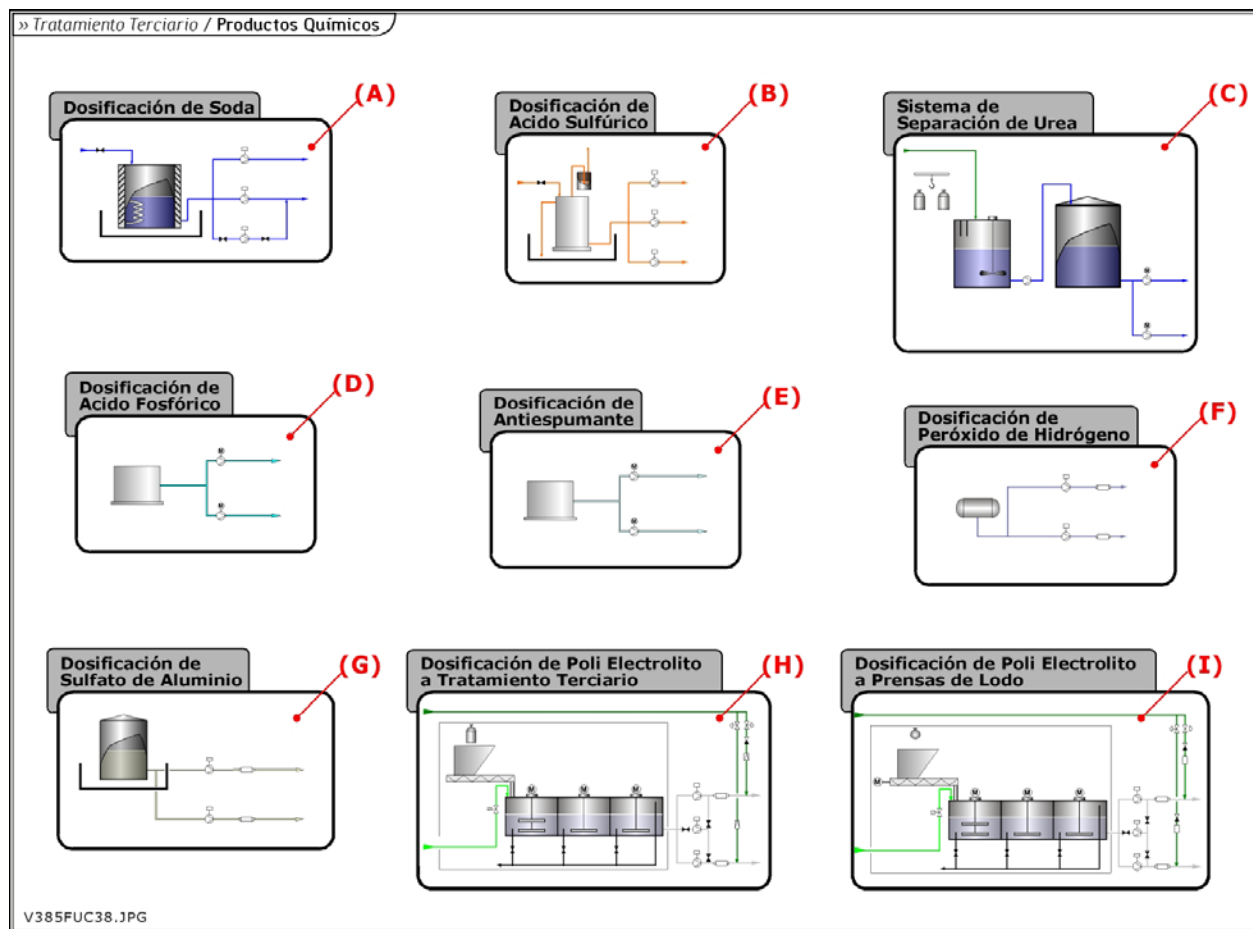 » Tratamiento Terciario / Productos Químicos
Dosificación de Soda
(A)
Dosificación de
Acido Sulfúrico
(B)
Sistema de
Separación de Urea
(C)
Dosificación de
Acido Fosfórico
(D)
Dosificación de
Antiespumante
(E)
Dosificación de
Peróxido de Hidrógeno
(F)
Dosificación de
Sulfato de Aluminio
(G)
Dosificación de Poli Electrolito
a Tratamiento Terciario
(H)
Dosificación de Poli Electrolito
a Prensas de Lodo
(I)
M
M
M
M
M
M
M
M
M
M
M
M
M
V385FUC38.JPG